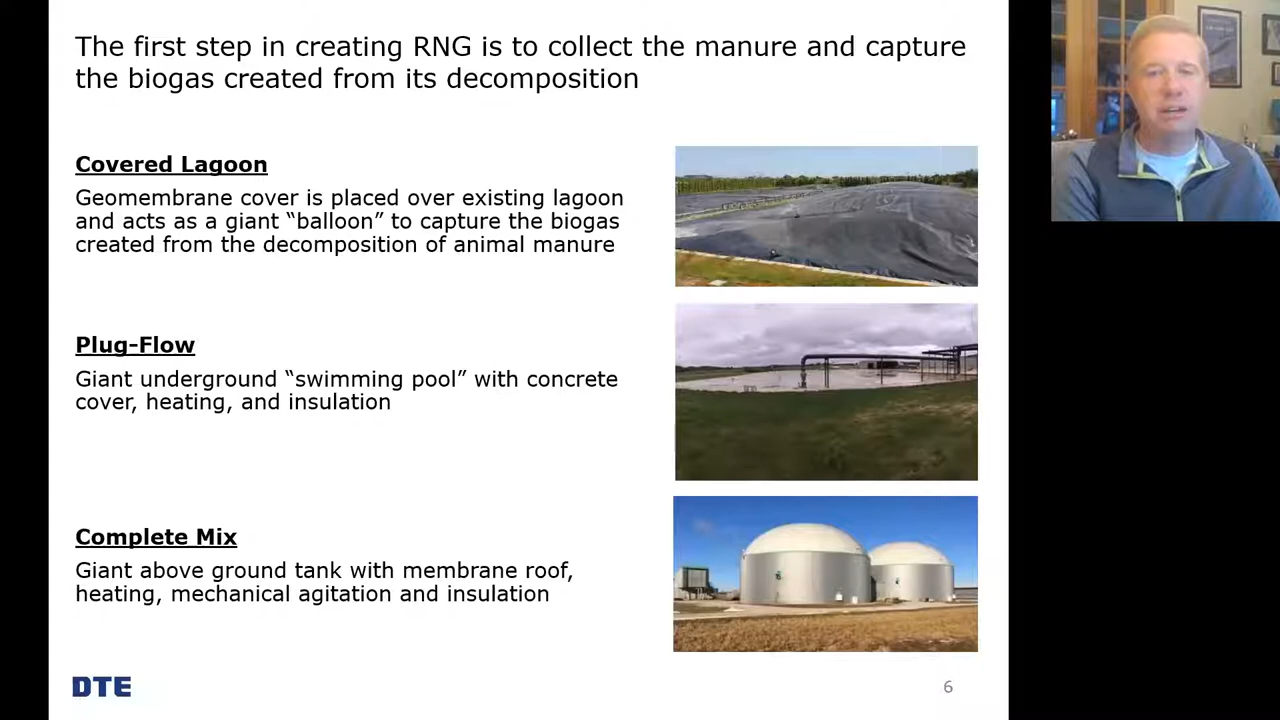 The first step in creating RNG is to collect the manure and capture
the biogas created from its decomposition
Covered Lagoon
Geomembrane cover is placed over existing lagoon
and acts as a giant “balloon” to capture the biogas
created from the decomposition of animal manure
Plug-Flow
Giant underground “swimming pool” with concrete
cover, heating, and insulation
Complete Mix
Giant above ground tank with membrane roof,
heating, mechanical agitation and insulation
DTE
6